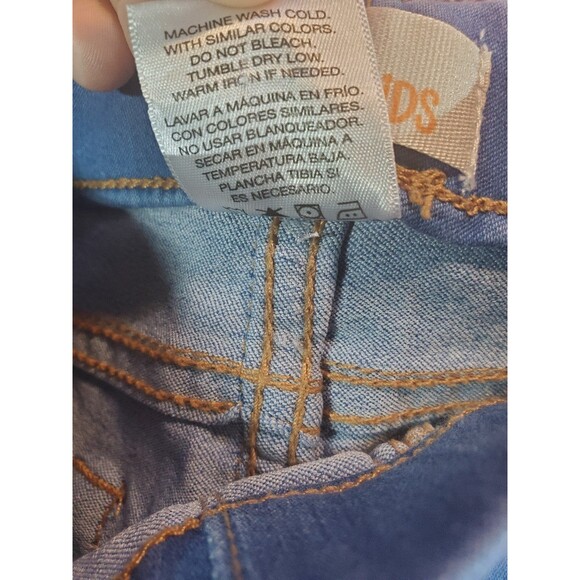 MACHINE WASH COLD.
WITH SIMILAR COLORS.
DO NOT BLEACH.
TUMBLE DRY LOW.
WARM IRON IF NEEDED.
LAVAR A MÁQUINA EN FRÍO.
CON COLORES SIMILARES.
NO USAR BLANQUEADOR.
SECAR EN MÁQUINA A
TEMPERATURA BAJA.
PLANCHA TIBIA SI
ES NECESARIO.